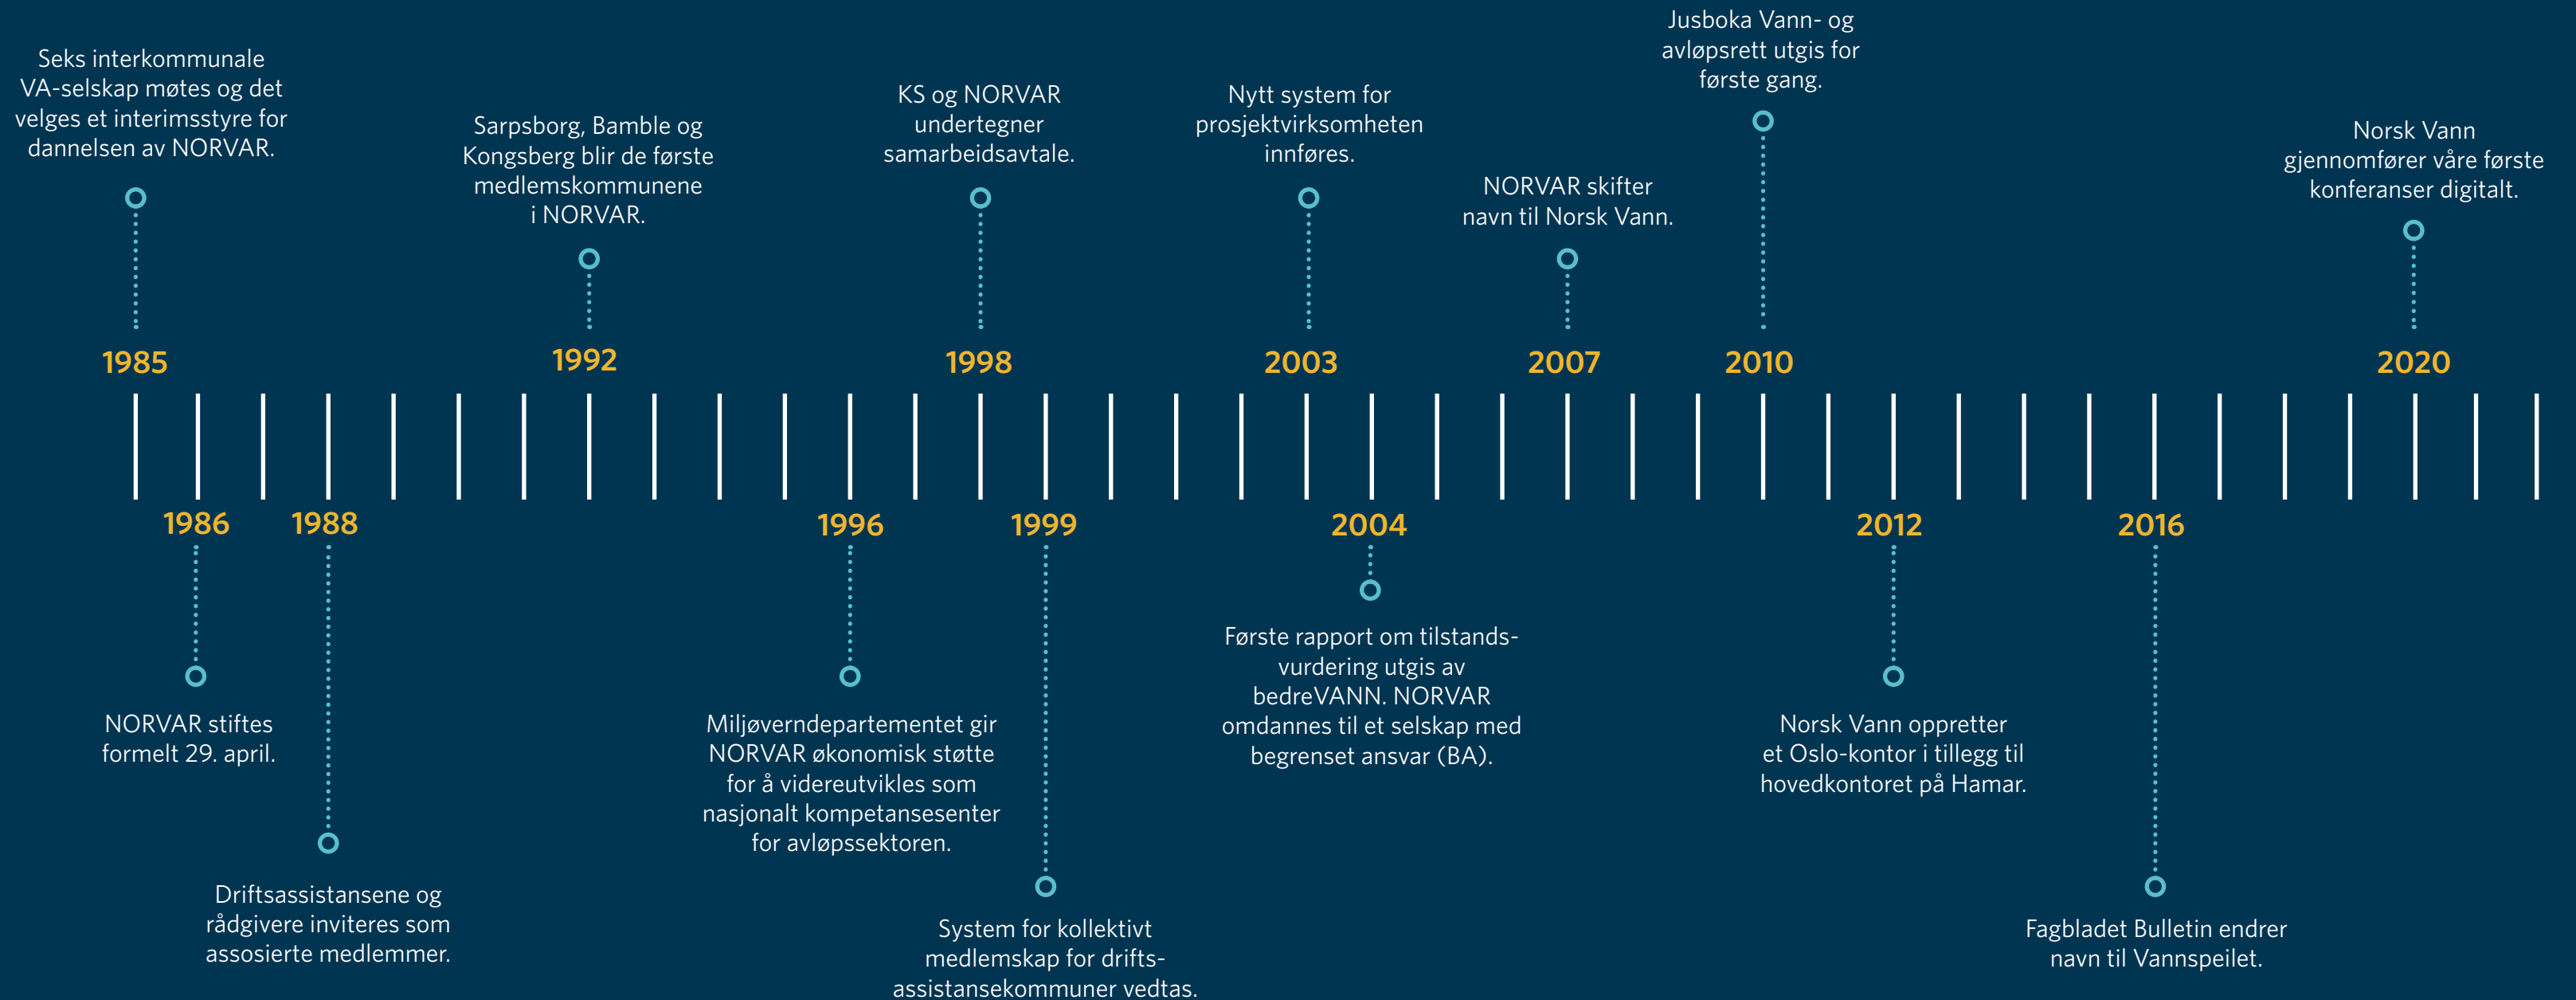 Seks interkommunale
VA-selskap møtes og det
velges et interimsstyre for
dannelsen av NORVAR.
Sarpsborg, Bamble og
Kongsberg blir de første
medlemskommunene
i NORVAR.
KS og NORVAR
undertegner
samarbeidsavtale.
Nytt system for
prosjektvirksomheten
innføres.
NORVAR skifter
navn til Norsk Vann.
Jusboka Vann- og
avløpsrett utgis for
første gang.
Norsk Vann
gjennomfører våre første
konferanser digitalt.
1985
1992
1998
2003
2007
2010
2020
1986
1988
1996
1999
2004
2012
2016
NORVAR stiftes
formelt 29. april.
Driftsassistansene og
rådgivere inviteres som
assosierte medlemmer.
Miljøverndepartementet gir
NORVAR økonomisk støtte
for å videreutvikles som
nasjonalt kompetansesenter
for avløpssektoren.
System for kollektivt
medlemskap for drifts-
assistansekommuner vedtas.
Første rapport om tilstands-
vurdering utgis av
bedreVANN. NORVAR
omdannes til et selskap med
begrenset ansvar (BA).
Norsk Vann oppretter
et Oslo-kontor i tillegg til
hovedkontoret på Hamar.
Fagbladet Bulletin endrer
navn til Vannspeilet.